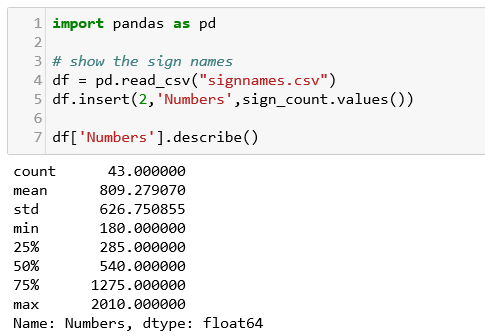 1 import pandas as pd
2
3 # show the sign names
4 df = pd.read_csv("signnames.csv")
5 df.insert(2,'Numbers',sign_count.values())
6
7 df['Numbers'].describe()
count      43.000000
mean      809.279070
std       626.750855
min       180.000000
25%       285.000000
50%       540.000000
75%      1275.000000
max      2010.000000
Name: Numbers, dtype: float64